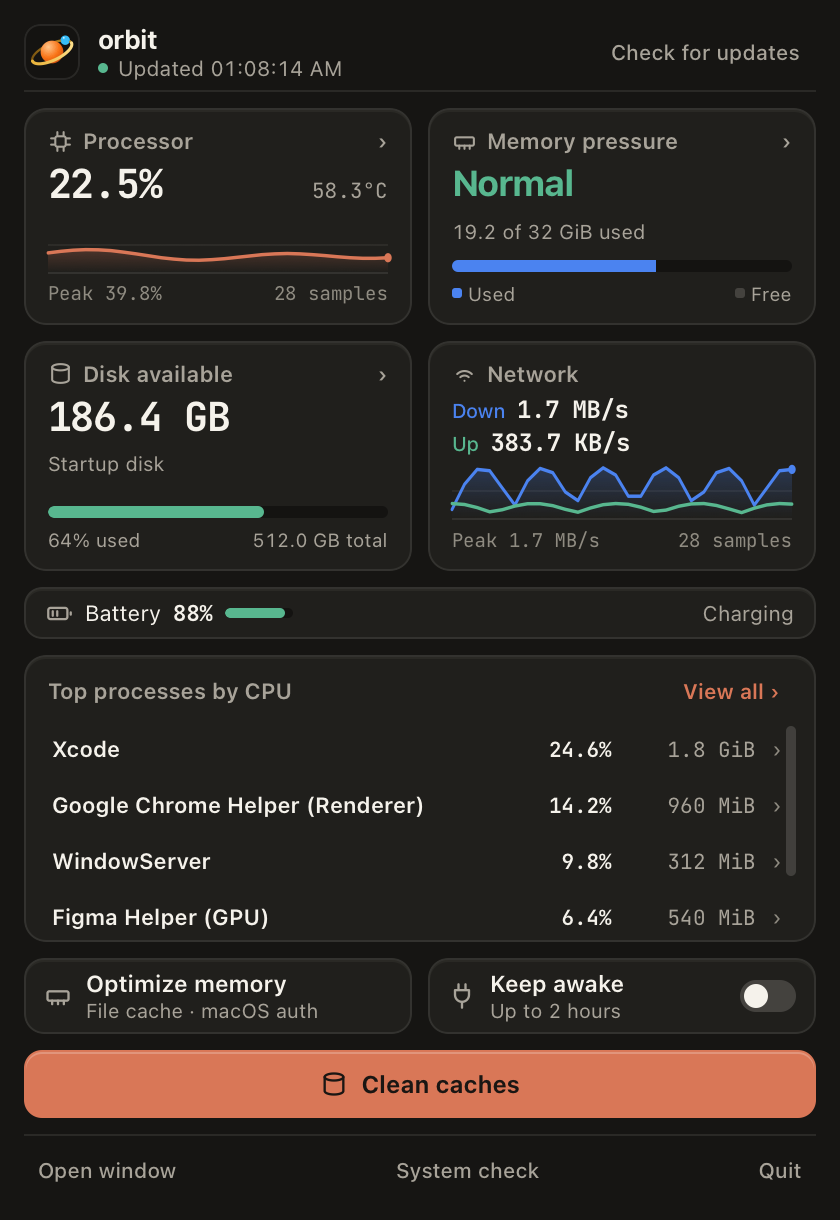 orbit
Updated 01:08:14 AM
Check for updates
Processor
22.5%
58.3°C
Peak 39.8%
28 samples
Memory pressure
Normal
19.2 of 32 GiB used
Used
Free
Disk available
186.4 GB
Startup disk
64% used
512.0 GB total
Network
Down 1.7 MB/s
Up 383.7 KB/s
Peak 1.7 MB/s
28 samples
Battery 88%
Charging
Top processes by CPU
View all ›
Xcode 24.6% 1.8 GiB ›
Google Chrome Helper (Renderer) 14.2% 960 MiB ›
WindowServer 9.8% 312 MiB ›
Figma Helper (GPU) 6.4% 540 MiB ›
Optimize memory
File cache · macOS auth
Keep awake
Up to 2 hours
Clean caches
Open window
System check
Quit